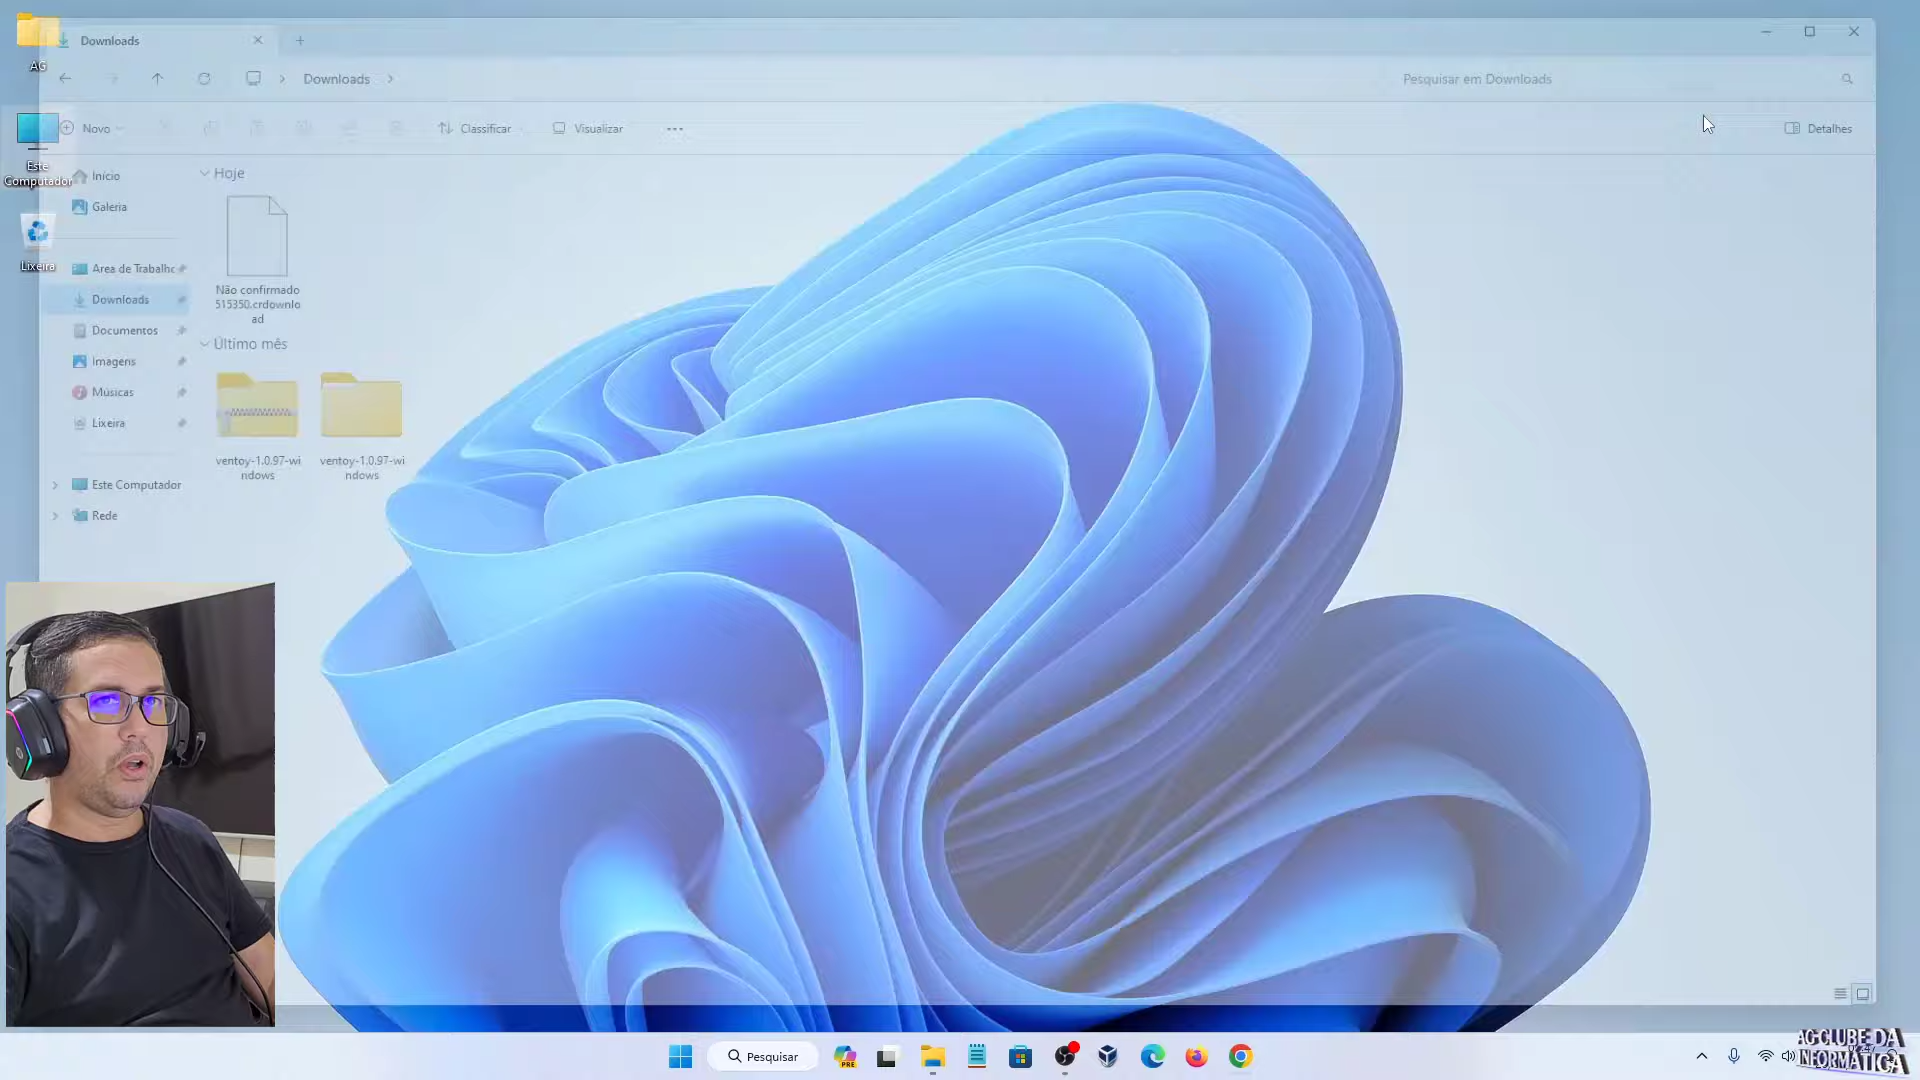 AG
Downloads
Downloads
Pesquisar em Downloads
Novo
Classificar
Visualizar
Detalhes
Este
Computador
Início
Galeria
Lixeira
Área de Trabalho
Downloads
Documentos
Imagens
Músicas
Lixeira
Este Computador
Rede
Hoje
Não confirmado
515350.crdownlo
ad
Último mês
ventoy-1.0.97-wi
ndows
ventoy-1.0.97-wi
ndows
Pesquisar
PRE
AG CLUBE DA
INFORMÁTICA